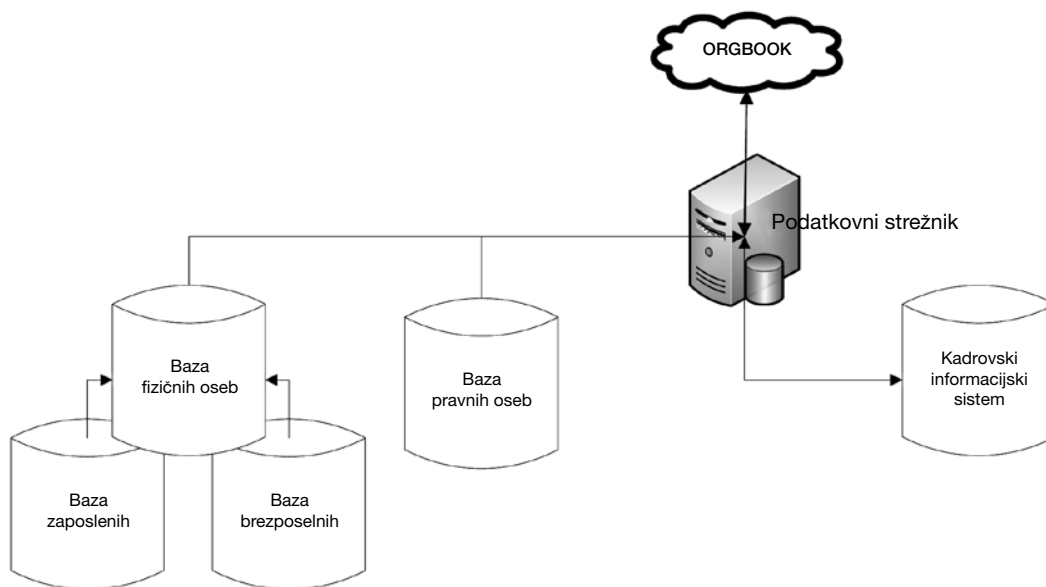 ORGBOOK
Podatkovni strežnik
Baza
fizičnih oseb
Baza
pravnih oseb
Kadrovski
informacijski
sistem
Baza
zaposlenih
Baza
brezposelnih